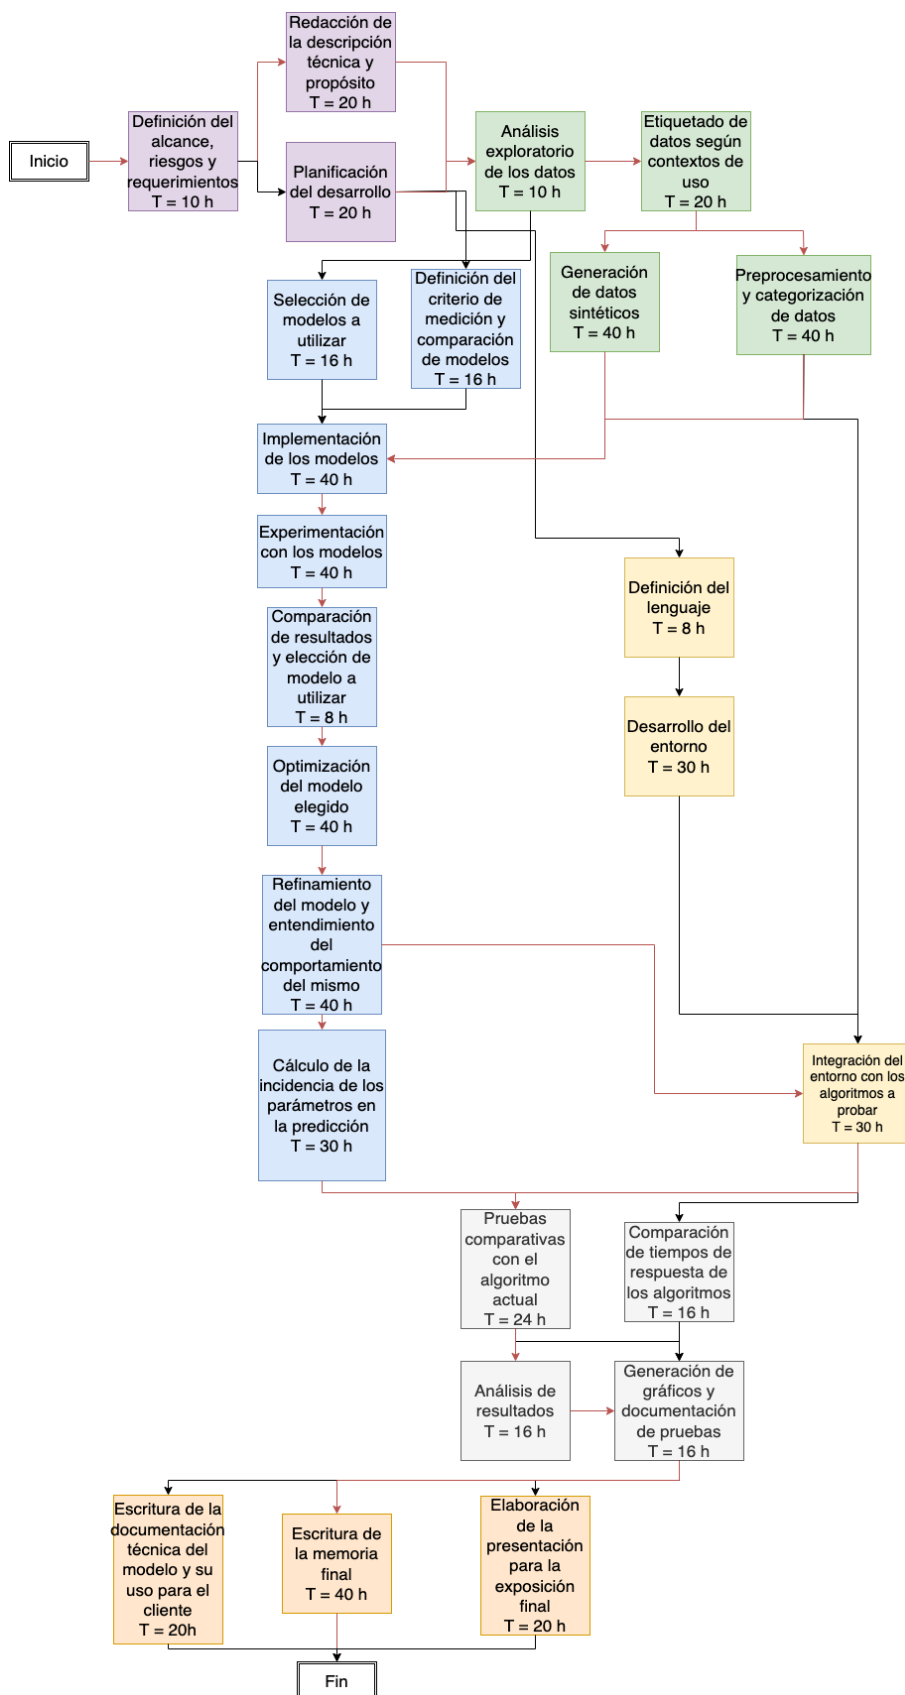 Redacción de
la descripción
técnica y
propósito
T = 20 h
Inicio
Definición del
alcance,
riesgos y
requerimientos
T = 10 h
Planificación
del desarrollo
T = 20 h
Análisis
exploratorio
de los datos
T = 10 h
Etiquetado de
datos según
contextos de
uso
T = 20 h
Selección de
modelos a
utilizar
T = 16 h
Definición del
criterio de
medición y
comparación
de modelos
T = 16 h
Generación
de datos
sintéticos
T = 40 h
Preprocesamiento
y categorización
de datos
T = 40 h
Implementación
de los modelos
T = 40 h
Experimentación
con los modelos
T = 40 h
Definición del
lenguaje
T = 8 h
Comparación
de resultados
y elección de
modelo a
utilizar
T = 8 h
Desarrollo del
entorno
T = 30 h
Optimización
del modelo
elegido
T = 40 h
Refinamiento
del modelo y
entendimiento
del
comportamiento
del mismo
T = 40 h
Cálculo de la
incidencia de los
parámetros en
la predicción
T = 30 h
Integración del
entorno con los
algoritmos a
probar
T = 30 h
Pruebas
comparativas
con el
algoritmo
actual
T = 24 h
Comparación
de tiempos de
respuesta de
los algoritmos
T = 16 h
Análisis de
resultados
T = 16 h
Generación de
gráficos y
documentación
de pruebas
T = 16 h
Escritura de la
documentación
técnica del
modelo y su
uso para el
cliente
T = 20h
Escritura de
la memoria
final
T = 40 h
Elaboración
de la
presentación
para la
exposición
final
T = 20 h
Fin